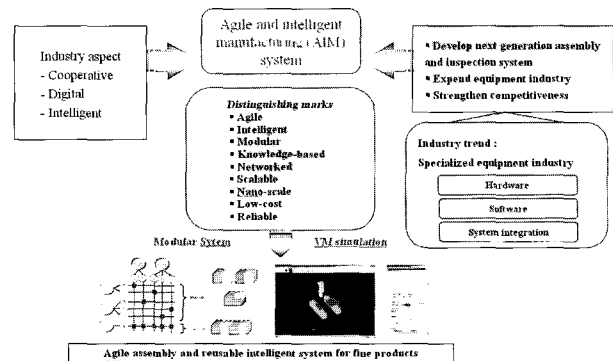 Industry aspect
- Cooperative
- Digital
- Intelligent
Agile and intelligent
manufacturing (AIM)
system
▪ Develop next generation assembly
and inspection system
▪ Expend equipment industry
▪ Strengthen competitiveness
Distinguishing marks
▪ Agile
▪ Intelligent
▪ Modular
▪ Knowledge-based
▪ Networked
▪ Scalable
▪ Nano-scale
▪ Low-cost
▪ Reliable
Industry trend :
Specialized equipment industry
Hardware
Software
System integration
Modular Sytem
VM simulation
Agile assembly and reusable intelligent system for fine products